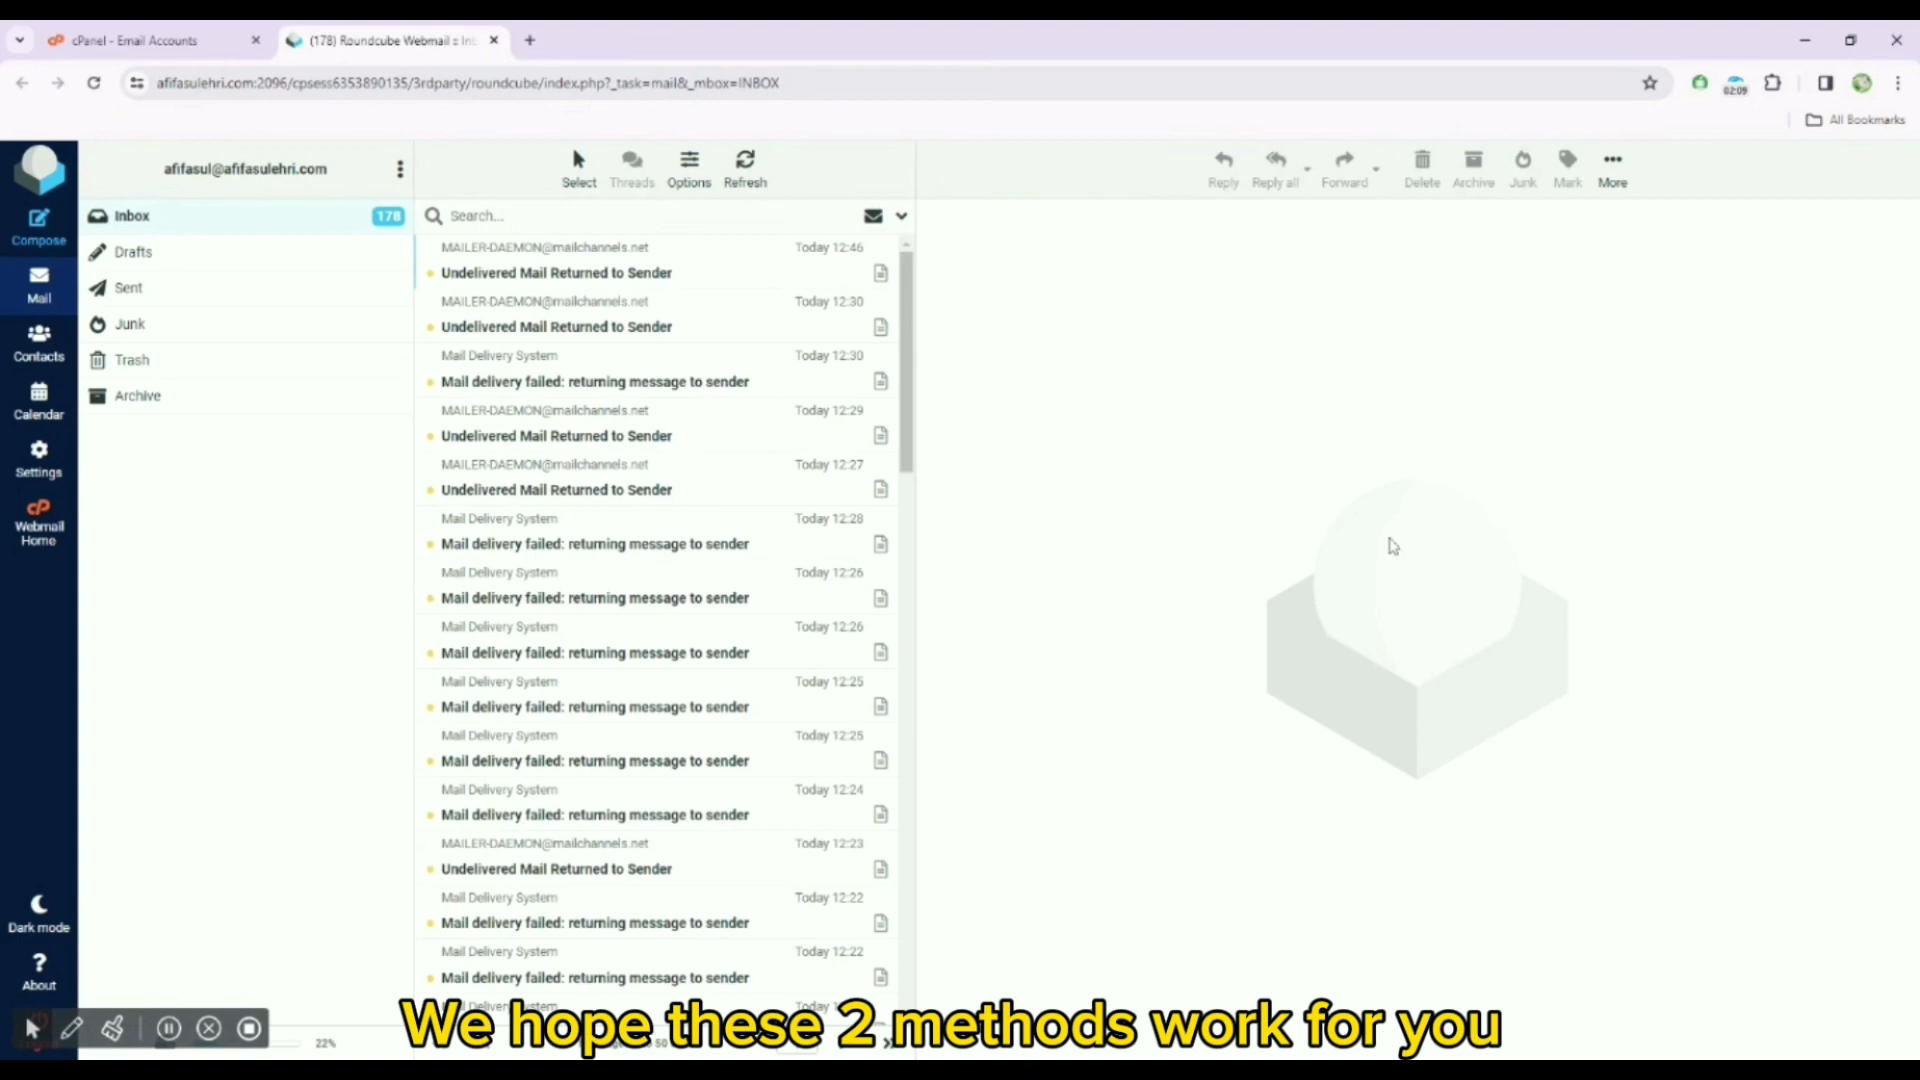 cPanel - Email Accounts
(178) Roundcube Webmail :: Inb
afifasulehri.com:2096/cpsess6353890135/3rdparty/roundcube/index.php?_task=mail&_mbox=INBOX
02:09
All Bookmarks
afifasul@afifasulehri.com
Select
Threads
Options
Refresh
Reply
Reply all
Forward
Delete
Archive
Junk
Mark
More
Compose
Mail
Contacts
Calendar
Settings
cP
Webmail
Home
Dark mode
About
Inbox 178
Drafts
Sent
Junk
Trash
Archive
Search...
MAILER-DAEMON@mailchannels.net Today 12:46
Undelivered Mail Returned to Sender
MAILER-DAEMON@mailchannels.net Today 12:30
Undelivered Mail Returned to Sender
Mail Delivery System Today 12:30
Mail delivery failed: returning message to sender
MAILER-DAEMON@mailchannels.net Today 12:29
Undelivered Mail Returned to Sender
MAILER-DAEMON@mailchannels.net Today 12:27
Undelivered Mail Returned to Sender
Mail Delivery System Today 12:28
Mail delivery failed: returning message to sender
Mail Delivery System Today 12:26
Mail delivery failed: returning message to sender
Mail Delivery System Today 12:26
Mail delivery failed: returning message to sender
Mail Delivery System Today 12:25
Mail delivery failed: returning message to sender
Mail Delivery System Today 12:25
Mail delivery failed: returning message to sender
Mail Delivery System Today 12:24
Mail delivery failed: returning message to sender
MAILER-DAEMON@mailchannels.net Today 12:23
Undelivered Mail Returned to Sender
Mail Delivery System Today 12:22
Mail delivery failed: returning message to sender
Mail Delivery System Today 12:22
Mail delivery failed: returning message to sender
22%
We hope these 2 methods work for you